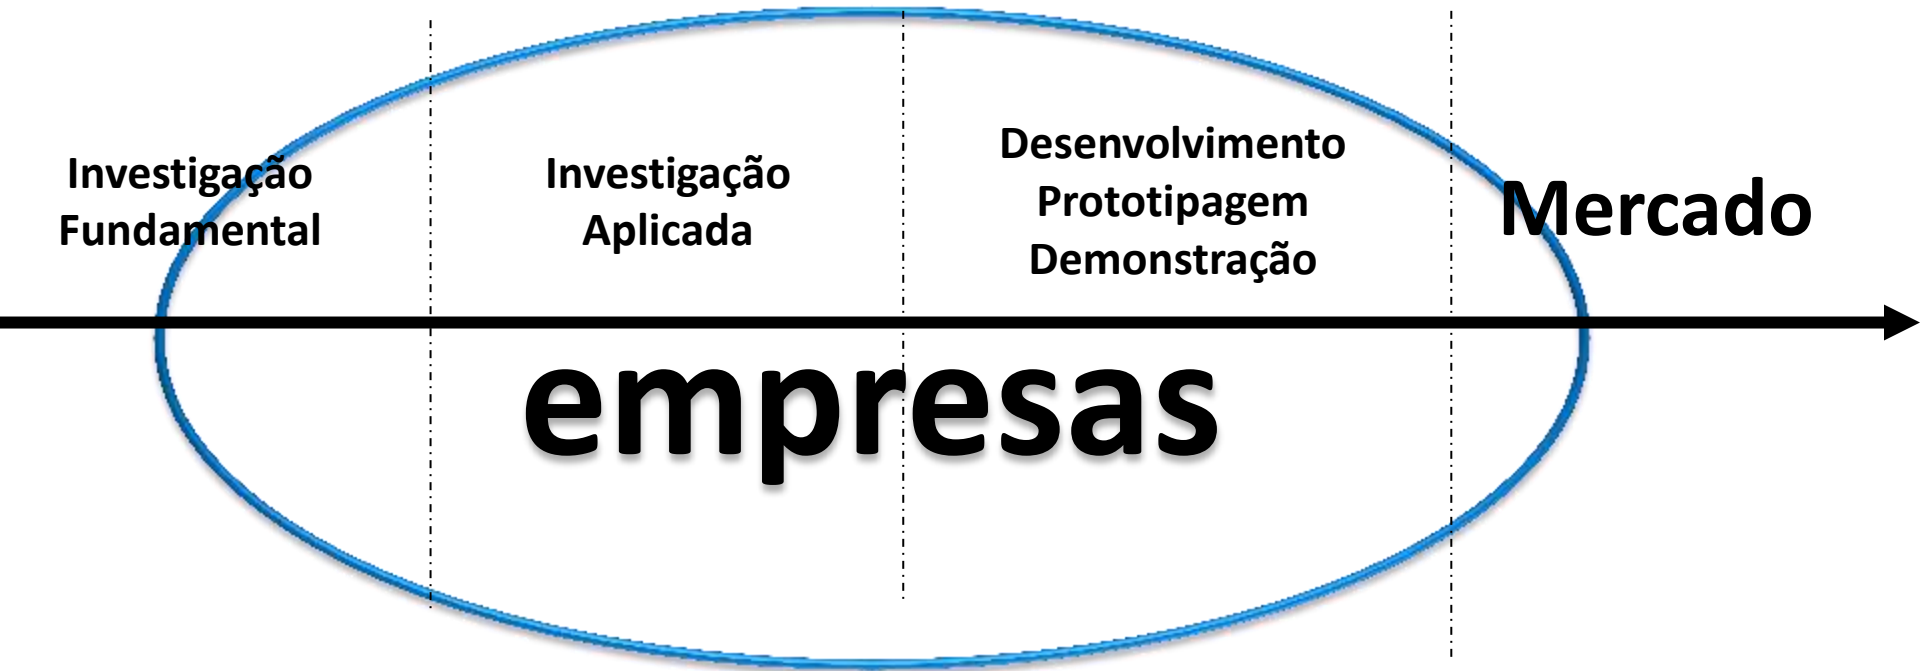 Investigação
Fundamental
Investigação
Aplicada
Desenvolvimento
Prototipagem
Demonstração
Mercado
empresas